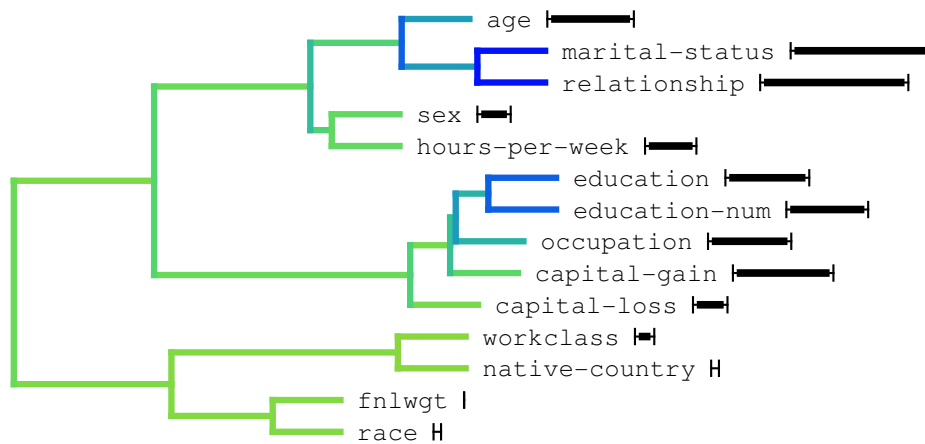 age
marital-status
relationship
sex
hours-per-week
education
education-num
occupation
capital-gain
capital-loss
workclass
native-country
fnlwgt
race